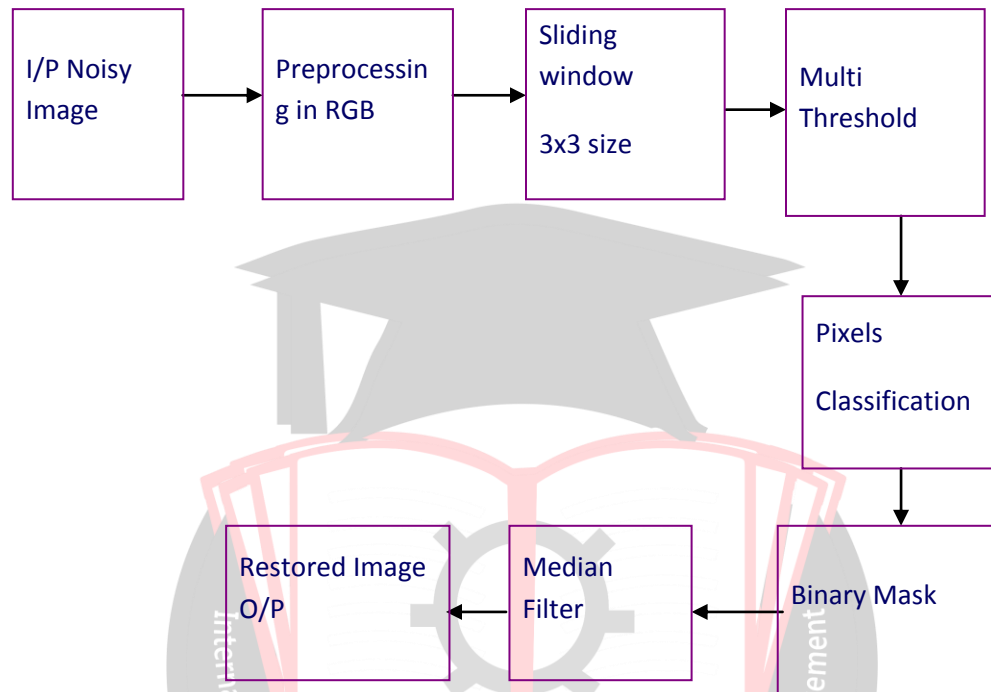 I/P Noisy
Image
Preprocessin
g in RGB
Sliding
window
3x3 size
Multi
Threshold
Pixels
Classification
Binary Mask
Median
Filter
Restored Image
O/P